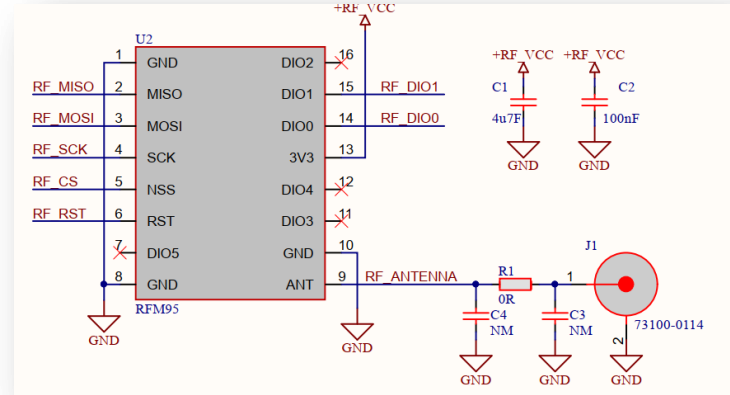 +RF_VCC
U2
1 GND DIO2 16
RF_MISO 2 MISO DIO1 15 RF_DIO1
RF_MOSI 3 MOSI DIO0 14 RF_DIO0
RF_SCK 4 SCK 3V3 13
RF_CS 5 NSS DIO4 12
RF_RST 6 RST DIO3 11
7 DIO5 GND 10
8 GND ANT 9 RF_ANTENNA
RFM95
GND
GND
+RF_VCC
C1
4u7F
GND
+RF_VCC
C2
100nF
GND
R1
0R
C4
NM
GND
C3
NM
GND
J1
1
73100-0114
2
GND